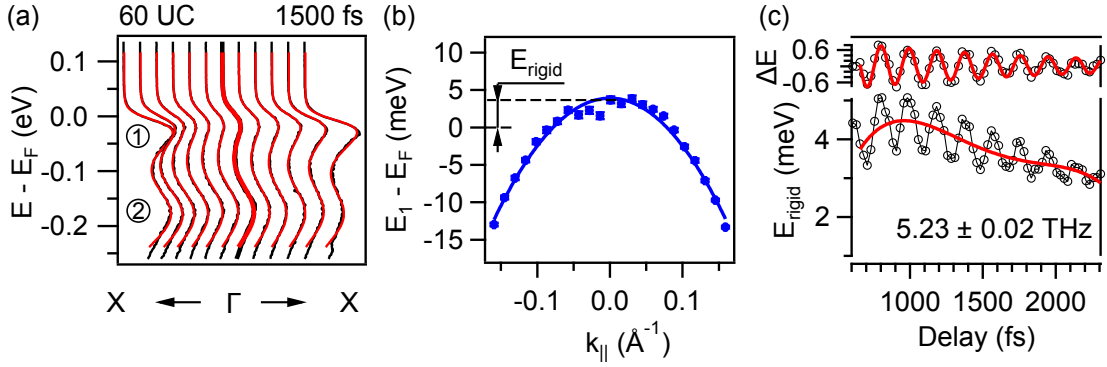 (a) 60 UC 1500 fs
E - E_F (eV)
0.1
0.0
-0.1
-0.2
①
②
X ← Γ → X
(b)
E_1 - E_F (meV)
10
5
0
-5
-10
-15
E_rigid
-0.1 0.0 0.1
k_|| (Å^-1)
(c)
ΔE
0.6
-0.6
E_rigid (meV)
4
2
5.23 ± 0.02 THz
1000 1500 2000
Delay (fs)